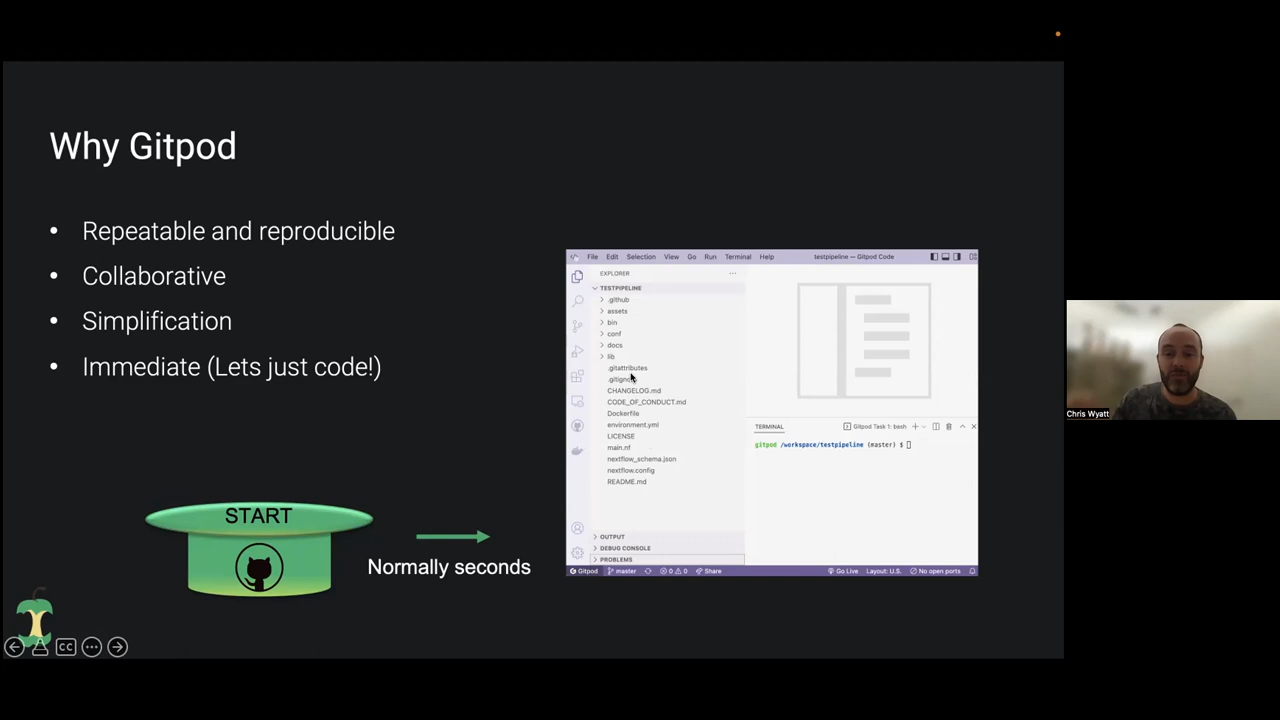 Why Gitpod
• Repeatable and reproducible
• Collaborative
• Simplification
• Immediate (Lets just code!)
START
Normally seconds
File Edit Selection View Go Run Terminal Help testpipeline — Gitpod Code
EXPLORER
TESTPIPELINE
.github
assets
bin
conf
docs
lib
.gitattributes
CHANGELOG.md
CODE_OF_CONDUCT.md
Dockerfile
environment.yml
LICENSE
main.nf
nextflow_schema.json
nextflow.config
README.md
OUTPUT
DEBUG CONSOLE
PROBLEMS
TERMINAL
Gitpod Task 1: bash
gitpod /workspace/testpipeline (master) $
Gitpod master 0 0 Share Go Live Layout: U.S. No open ports
CC
Chris Wyatt